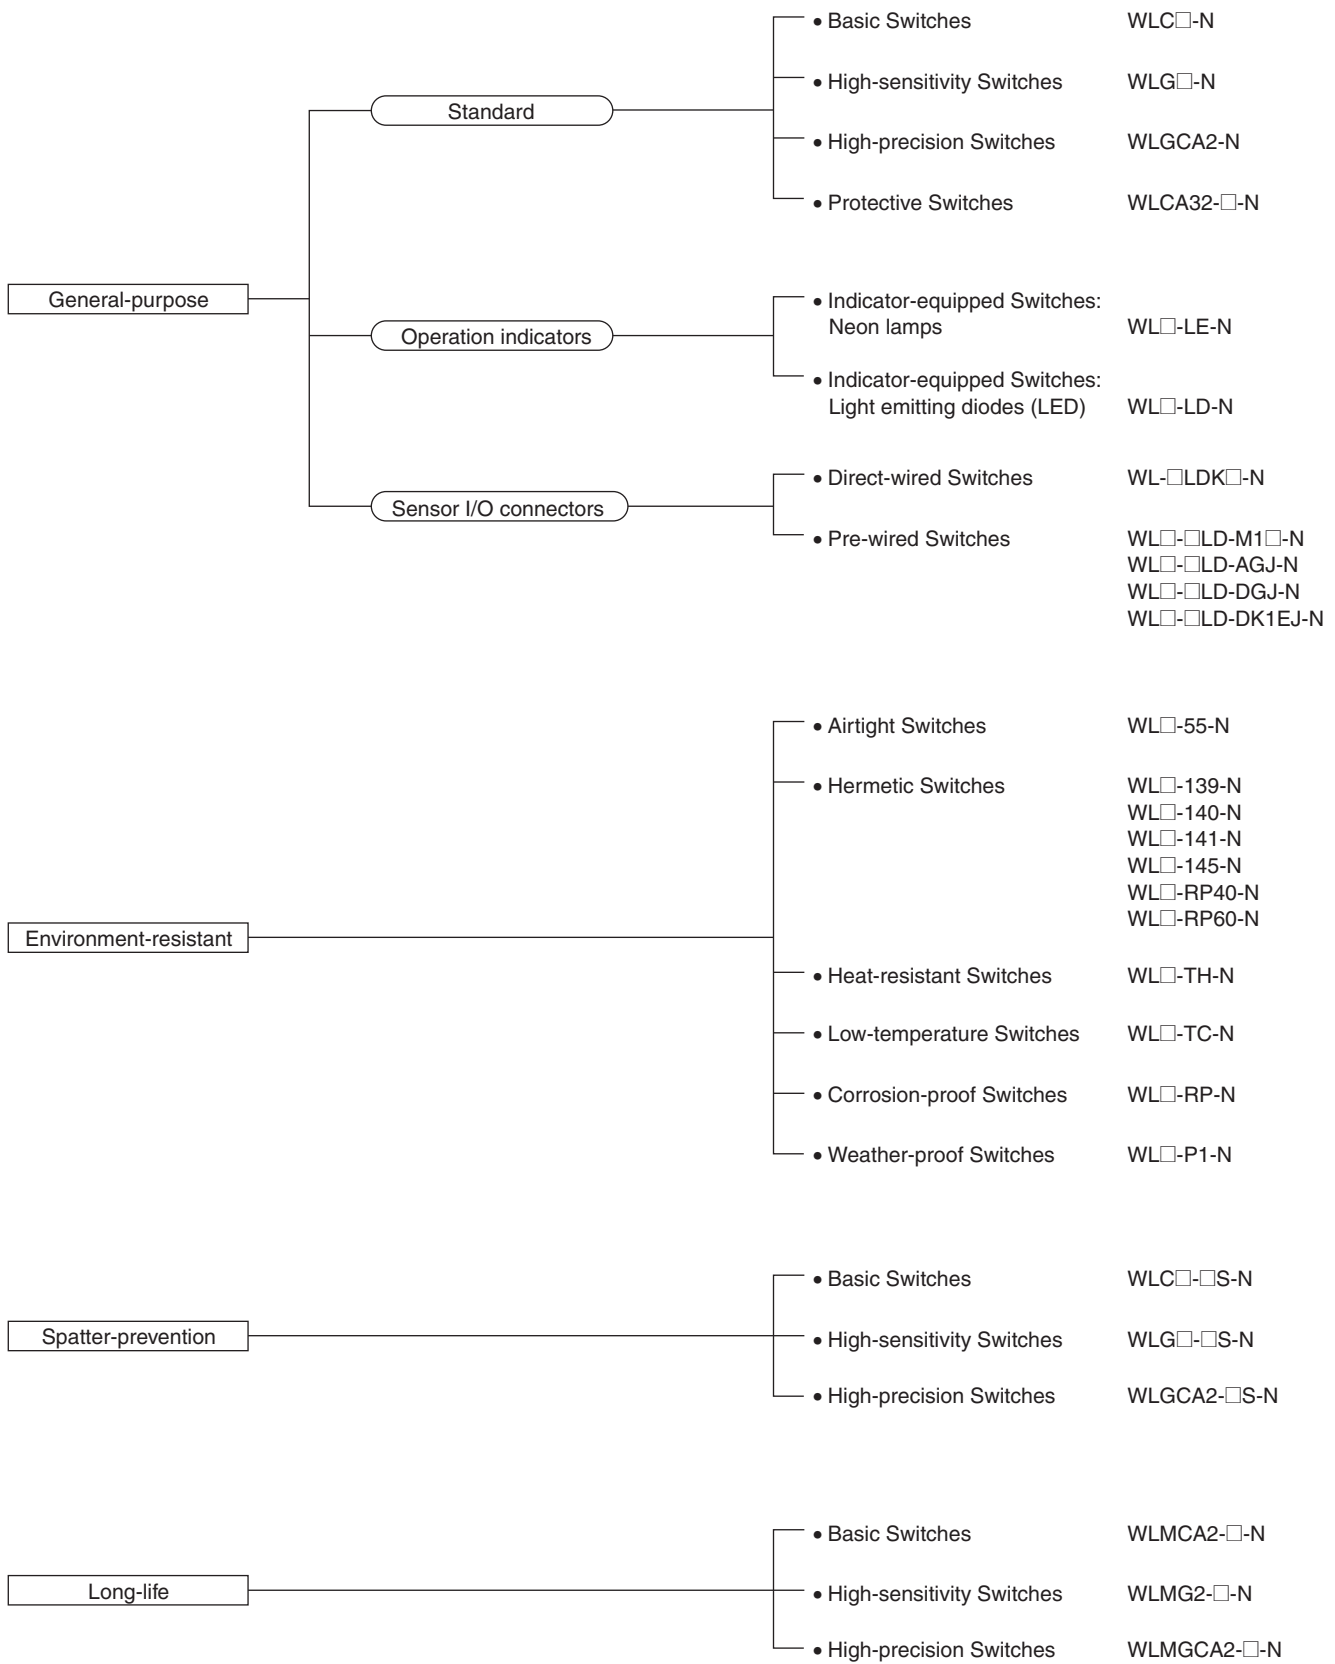 • Basic Switches WLC□-N
• High-sensitivity Switches WLG□-N
Standard
• High-precision Switches WLGCA2-N
• Protective Switches WLCA32-□-N
General-purpose
• Indicator-equipped Switches:
Neon lamps WL□-LE-N
Operation indicators
• Indicator-equipped Switches:
Light emitting diodes (LED) WL□-LD-N
• Direct-wired Switches WL-□LDK□-N
Sensor I/O connectors
• Pre-wired Switches WL□-□LD-M1□-N
WL□-□LD-AGJ-N
WL□-□LD-DGJ-N
WL□-□LD-DK1EJ-N
• Airtight Switches WL□-55-N
• Hermetic Switches WL□-139-N
WL□-140-N
WL□-141-N
WL□-145-N
WL□-RP40-N
WL□-RP60-N
Environment-resistant
• Heat-resistant Switches WL□-TH-N
• Low-temperature Switches WL□-TC-N
• Corrosion-proof Switches WL□-RP-N
• Weather-proof Switches WL□-P1-N
• Basic Switches WLC□-□S-N
Spatter-prevention
• High-sensitivity Switches WLG□-□S-N
• High-precision Switches WLGCA2-□S-N
• Basic Switches WLMCA2-□-N
Long-life
• High-sensitivity Switches WLMG2-□-N
• High-precision Switches WLMGCA2-□-N